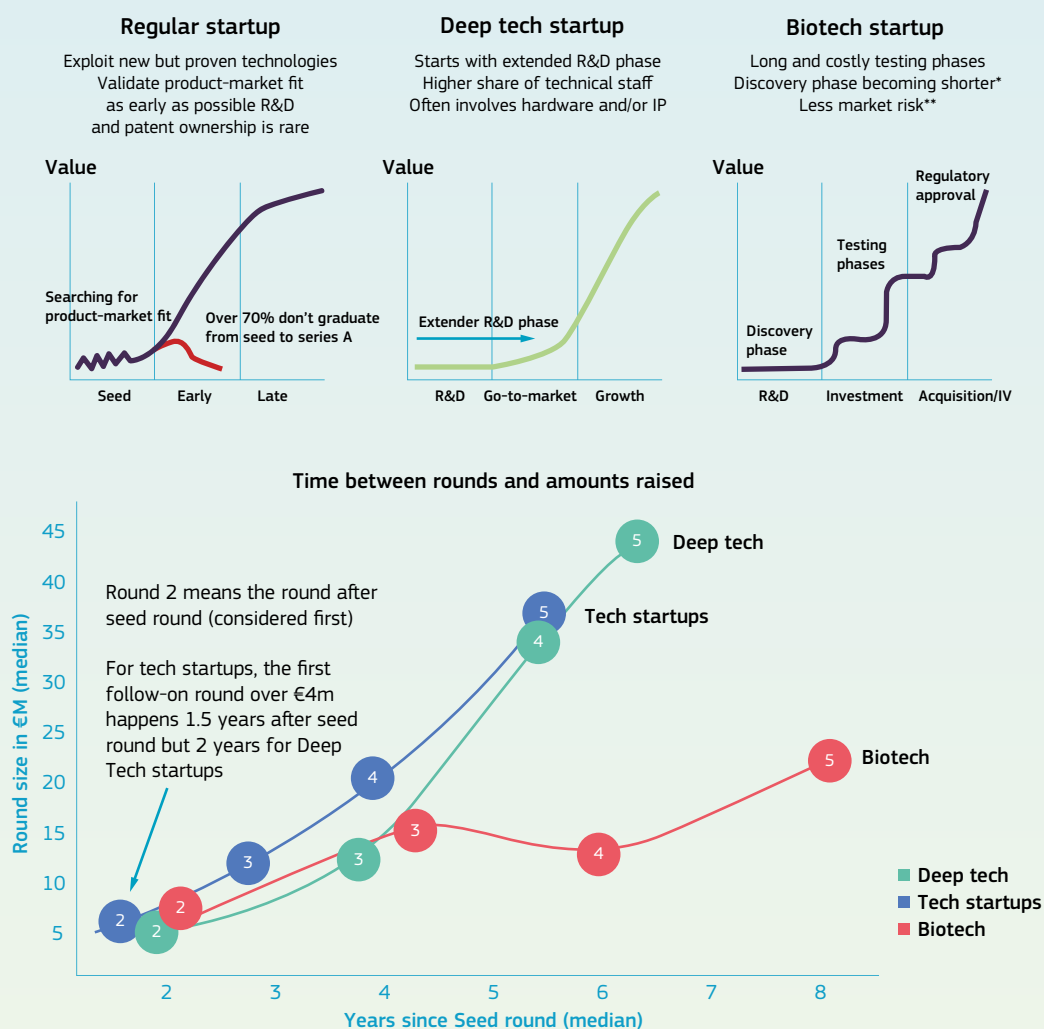 Regular startup
Exploit new but proven technologies
Validate product-market fit
as early as possible R&D
and patent ownership is rare
Value
Searching for
product-market fit
Over 70% don't graduate
from seed to series A
Seed
Early
Late
Deep tech startup
Starts with extended R&D phase
Higher share of technical staff
Often involves hardware and/or IP
Value
Extender R&D phase
R&D
Go-to-market
Growth
Biotech startup
Long and costly testing phases
Discovery phase becoming shorter*
Less market risk**
Value
Regulatory
approval
Testing
phases
Discovery
phase
R&D
Investment
Acquisition/IV
Time between rounds and amounts raised
Round size in €M (median)
45
40
35
30
25
20
15
10
5
Round 2 means the round after
seed round (considered first)
For tech startups, the first
follow-on round over €4m
happens 1.5 years after seed
round but 2 years for Deep
Tech startups
5
Deep tech
5
Tech startups
4
4
5
Biotech
3
3
3
4
2
2
2
Deep tech
Tech startups
Biotech
2
3
4
5
6
7
8
Years since Seed round (median)